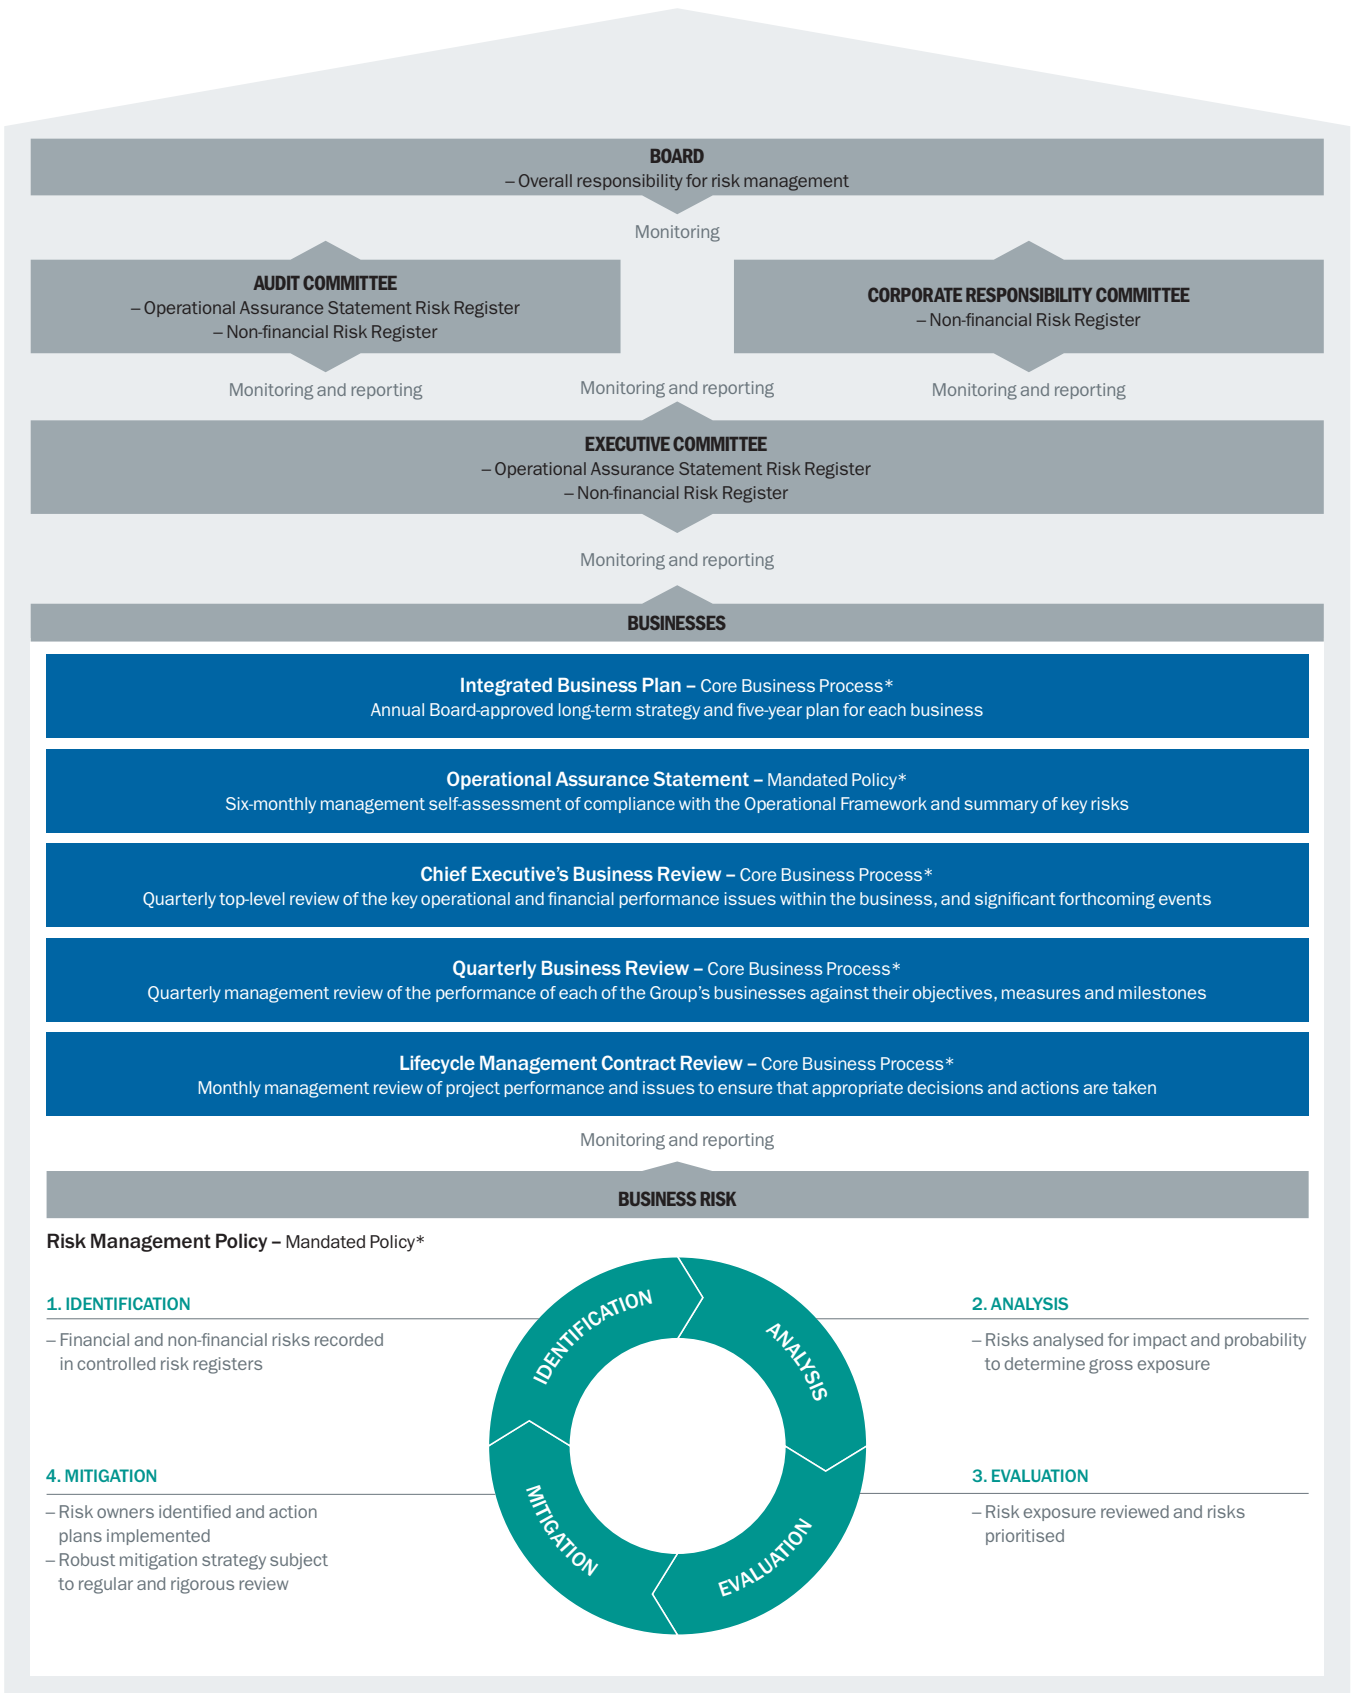 BOARD
– Overall responsibility for risk management
Monitoring
AUDIT COMMITTEE
– Operational Assurance Statement Risk Register
– Non-financial Risk Register
CORPORATE RESPONSIBILITY COMMITTEE
– Non-financial Risk Register
Monitoring and reporting
Monitoring and reporting
Monitoring and reporting
EXECUTIVE COMMITTEE
– Operational Assurance Statement Risk Register
– Non-financial Risk Register
Monitoring and reporting
BUSINESSES
Integrated Business Plan – Core Business Process*
Annual Board-approved long-term strategy and five-year plan for each business
Operational Assurance Statement – Mandated Policy*
Six-monthly management self-assessment of compliance with the Operational Framework and summary of key risks
Chief Executive's Business Review – Core Business Process*
Quarterly top-level review of the key operational and financial performance issues within the business, and significant forthcoming events
Quarterly Business Review – Core Business Process*
Quarterly management review of the performance of each of the Group's businesses against their objectives, measures and milestones
Lifecycle Management Contract Review – Core Business Process*
Monthly management review of project performance and issues to ensure that appropriate decisions and actions are taken
Monitoring and reporting
BUSINESS RISK
Risk Management Policy – Mandated Policy*
1. IDENTIFICATION
– Financial and non-financial risks recorded
in controlled risk registers
2. ANALYSIS
– Risks analysed for impact and probability
to determine gross exposure
IDENTIFICATION
ANALYSIS
EVALUATION
MITIGATION
4. MITIGATION
– Risk owners identified and action
plans implemented
– Robust mitigation strategy subject
to regular and rigorous review
3. EVALUATION
– Risk exposure reviewed and risks
prioritised